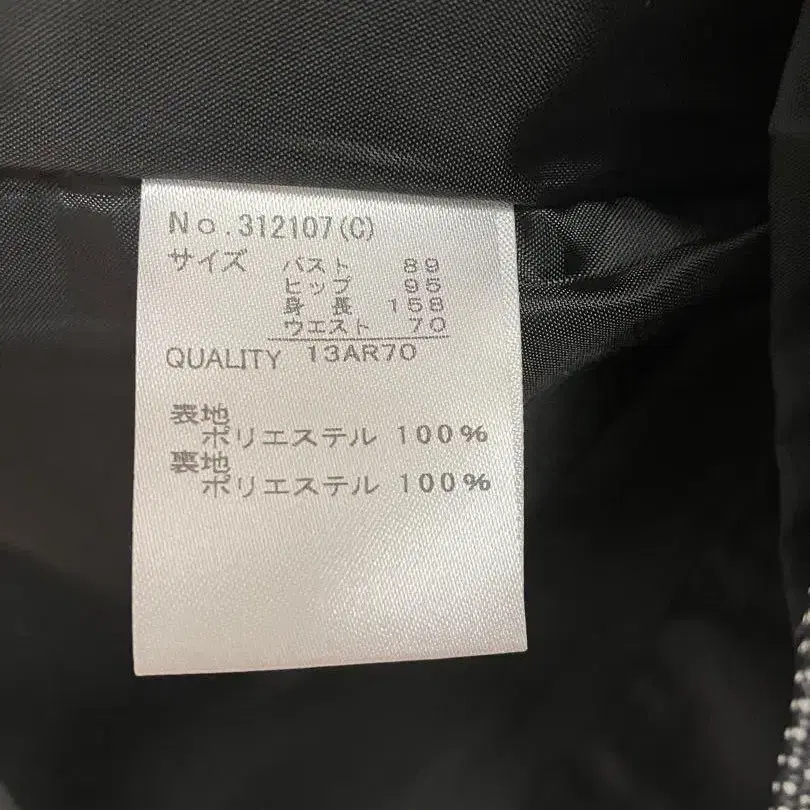 No.312107(C)
サイズ バスト 89
ヒップ 95
身長 158
ウエスト 70
QUALITY 13AR70
表地
ポリエステル 100%
裏地
ポリエステル 100%